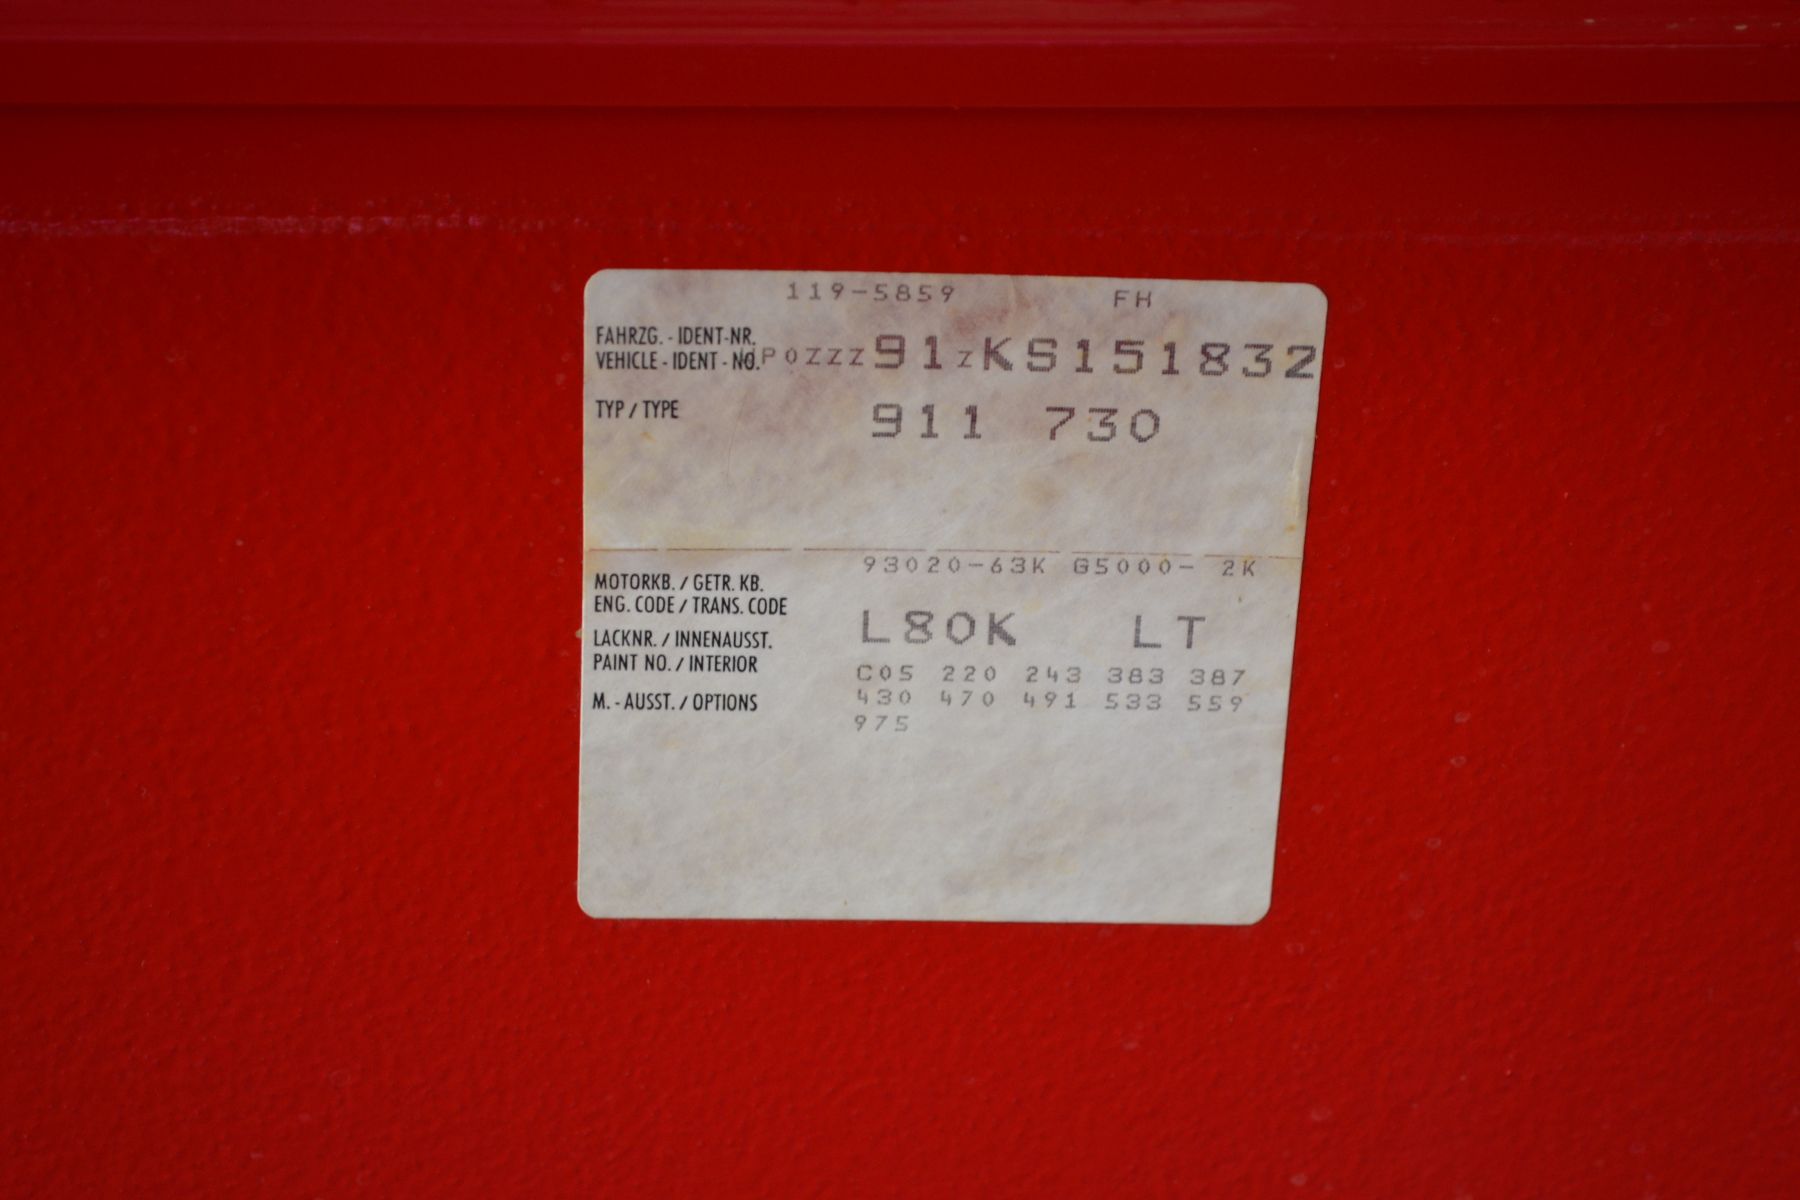 119-5859 FH
FAHRZG. - IDENT-NR.
VEHICLE - IDENT - NO. WP0ZZZ91ZKS151832
TYP / TYPE 911 730
93020-63K G5000- 2K
MOTORKB. / GETR. KB.
ENG. CODE / TRANS. CODE
L80K LT
LACKNR. / INNENAUSST.
PAINT NO. / INTERIOR
C05 220 243 383 387
M. - AUSST. / OPTIONS 430 470 491 533 559
975